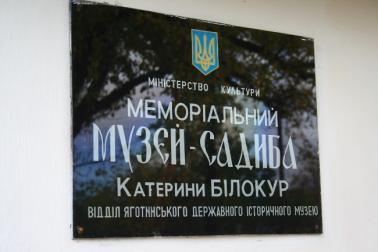 МІНІСТЕРСТВО КУЛЬТУРИ
МЕМОРІАЛЬНИЙ
МУЗЕЙ-САДИБА
КАТЕРИНИ БІЛОКУР
ВІДДІЛ ЯГОТИНСЬКОГО ДЕРЖАВНОГО ІСТОРИЧНОГО МУЗЕЮ